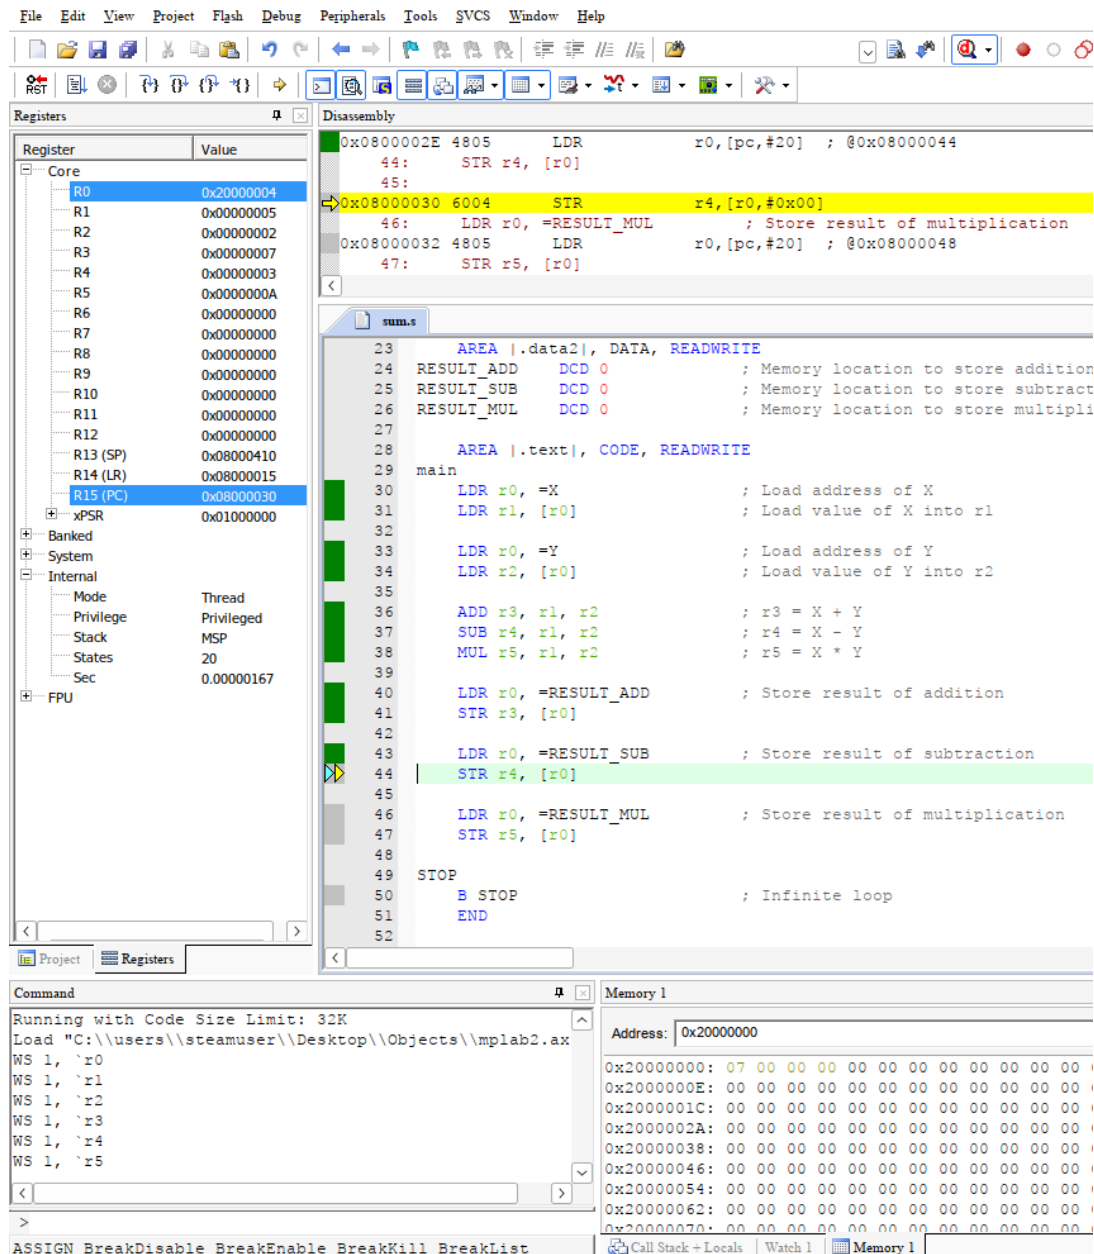 File Edit View Project Flash Debug Peripherals Tools SVCS Window Help
RST
Registers
Register Value
Core
R0 0x20000004
R1 0x00000005
R2 0x00000002
R3 0x00000007
R4 0x00000003
R5 0x0000000A
R6 0x00000000
R7 0x00000000
R8 0x00000000
R9 0x00000000
R10 0x00000000
R11 0x00000000
R12 0x00000000
R13 (SP) 0x08000410
R14 (LR) 0x08000015
R15 (PC) 0x08000030
xPSR 0x01000000
Banked
System
Internal
Mode Thread
Privilege Privileged
Stack MSP
States 20
Sec 0.00000167
FPU
Project Registers
Disassembly
0x0800002E 4805 LDR r0,[pc,#20] ; @0x08000044
44: STR r4, [r0]
45:
0x08000030 6004 STR r4,[r0,#0x00]
46: LDR r0, =RESULT_MUL ; Store result of multiplication
0x08000032 4805 LDR r0,[pc,#20] ; @0x08000048
47: STR r5, [r0]
sum.s
23 AREA |.data2|, DATA, READWRITE
24 RESULT_ADD DCD 0 ; Memory location to store addition
25 RESULT_SUB DCD 0 ; Memory location to store subtract
26 RESULT_MUL DCD 0 ; Memory location to store multipli
27
28 AREA |.text|, CODE, READWRITE
29 main
30 LDR r0, =X ; Load address of X
31 LDR r1, [r0] ; Load value of X into r1
32
33 LDR r0, =Y ; Load address of Y
34 LDR r2, [r0] ; Load value of Y into r2
35
36 ADD r3, r1, r2 ; r3 = X + Y
37 SUB r4, r1, r2 ; r4 = X - Y
38 MUL r5, r1, r2 ; r5 = X * Y
39
40 LDR r0, =RESULT_ADD ; Store result of addition
41 STR r3, [r0]
42
43 LDR r0, =RESULT_SUB ; Store result of subtraction
44 STR r4, [r0]
45
46 LDR r0, =RESULT_MUL ; Store result of multiplication
47 STR r5, [r0]
48
49 STOP
50 B STOP ; Infinite loop
51 END
52
Command
Running with Code Size Limit: 32K
Load "C:\\users\\steamuser\\Desktop\\Objects\\mplab2.ax
WS 1, `r0
WS 1, `r1
WS 1, `r2
WS 1, `r3
WS 1, `r4
WS 1, `r5
>
ASSIGN BreakDisable BreakEnable BreakKill BreakList
Memory 1
Address: 0x20000000
0x20000000: 07 00 00 00 00 00 00 00 00 00 00 00
0x2000000E: 00 00 00 00 00 00 00 00 00 00 00 00
0x2000001C: 00 00 00 00 00 00 00 00 00 00 00 00
0x2000002A: 00 00 00 00 00 00 00 00 00 00 00 00
0x20000038: 00 00 00 00 00 00 00 00 00 00 00 00
0x20000046: 00 00 00 00 00 00 00 00 00 00 00 00
0x20000054: 00 00 00 00 00 00 00 00 00 00 00 00
0x20000062: 00 00 00 00 00 00 00 00 00 00 00 00
0x20000070: 00 00 00 00 00 00 00 00 00 00 00 00
Call Stack + Locals Watch 1 Memory 1